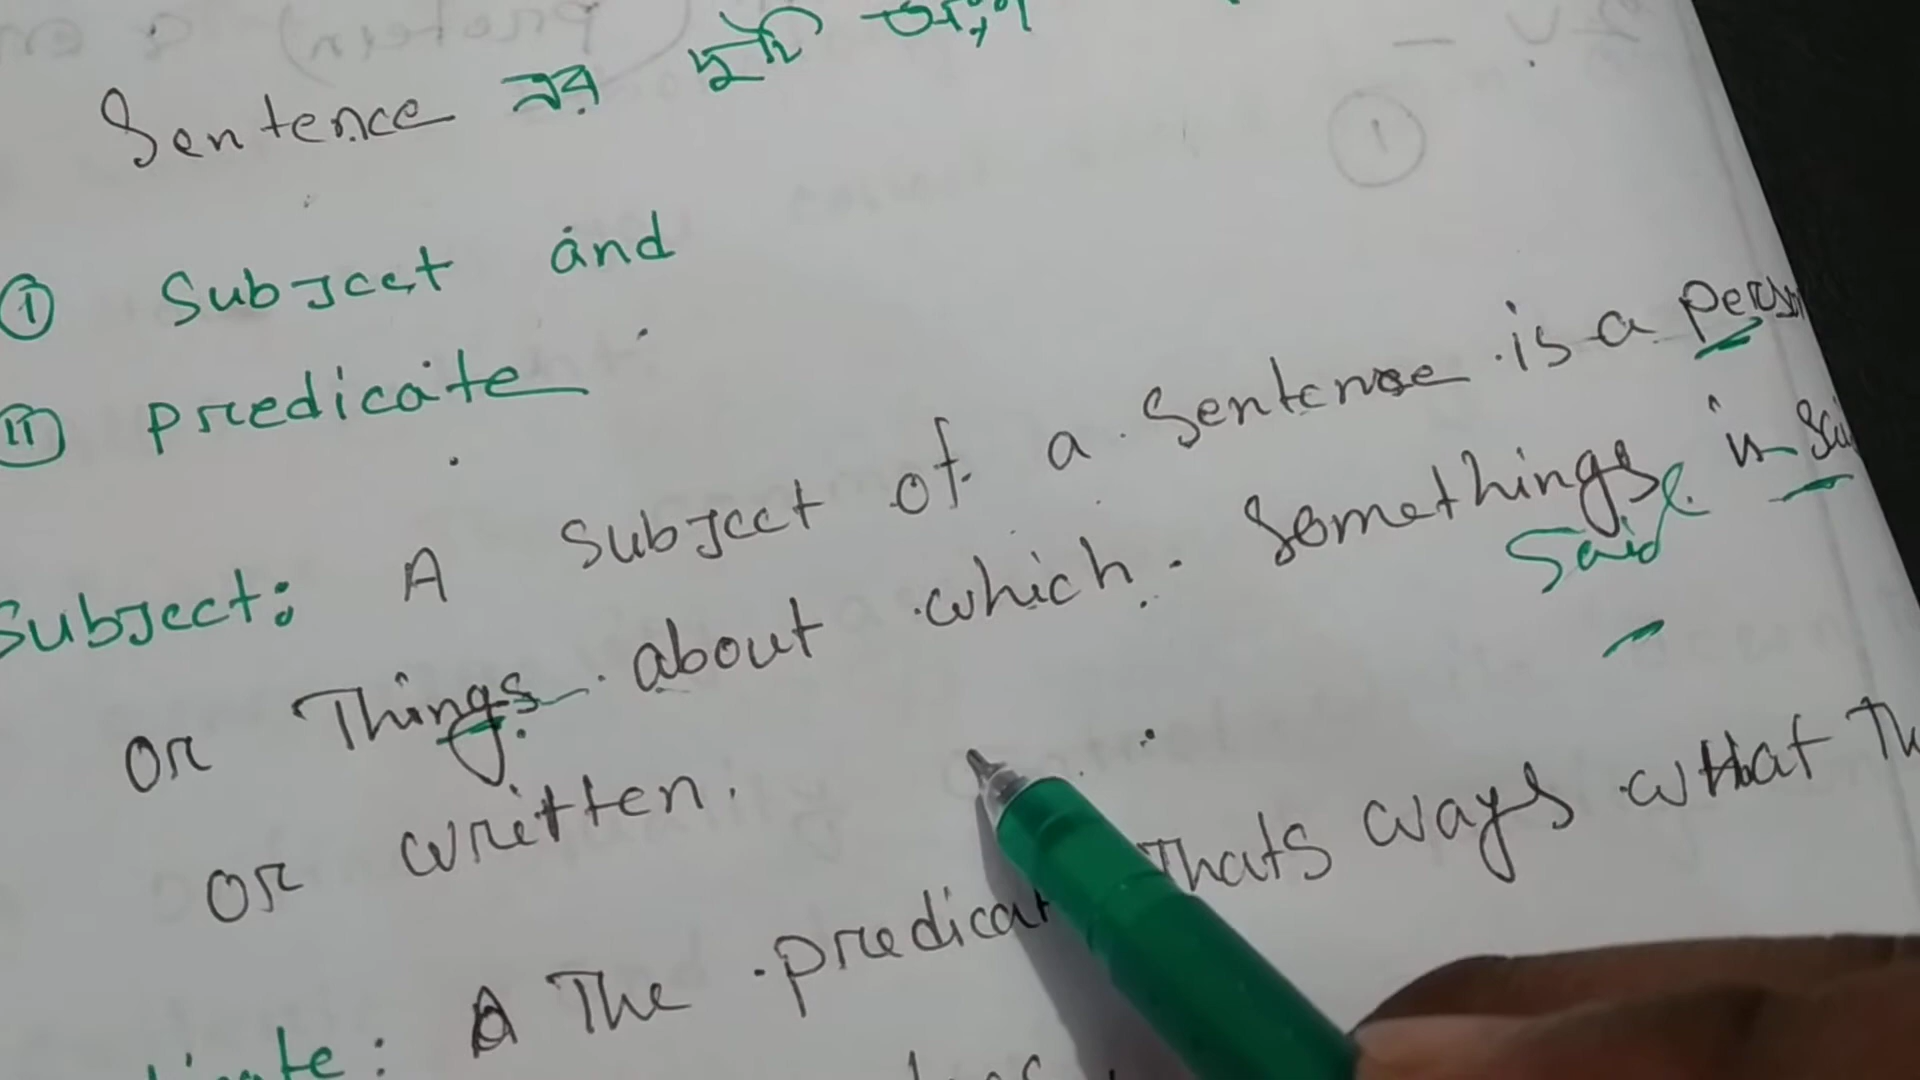 Sentence এর দুটি অংশ
① Subject and
② Predicate
Subject: A Subject of a Sentence is a person
or Things about which Somethings is said
Said
or written.
The predicate Thats ways what The